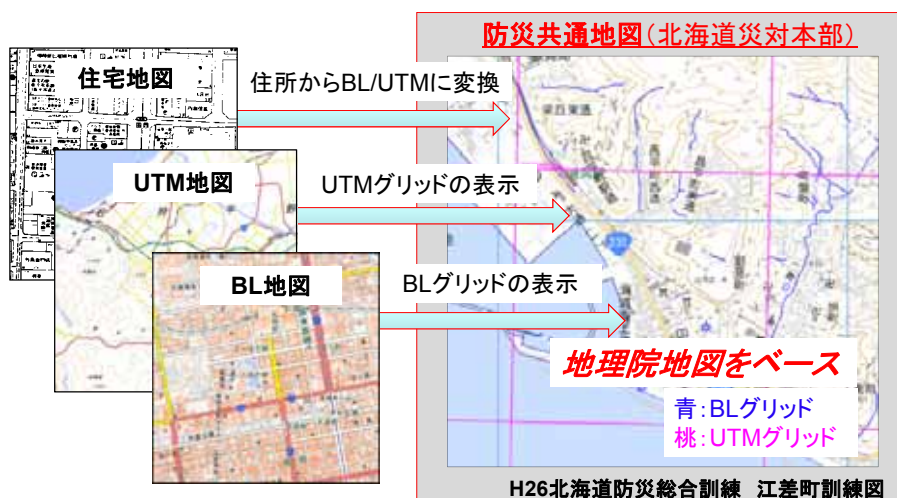 防災共通地図(北海道災対本部)
住宅地図
住所からBL/UTMに変換
UTM地図
UTMグリッドの表示
BL地図
BLグリッドの表示
地理院地図をベース
青:BLグリッド
桃:UTMグリッド
H26北海道防災総合訓練 江差町訓練図